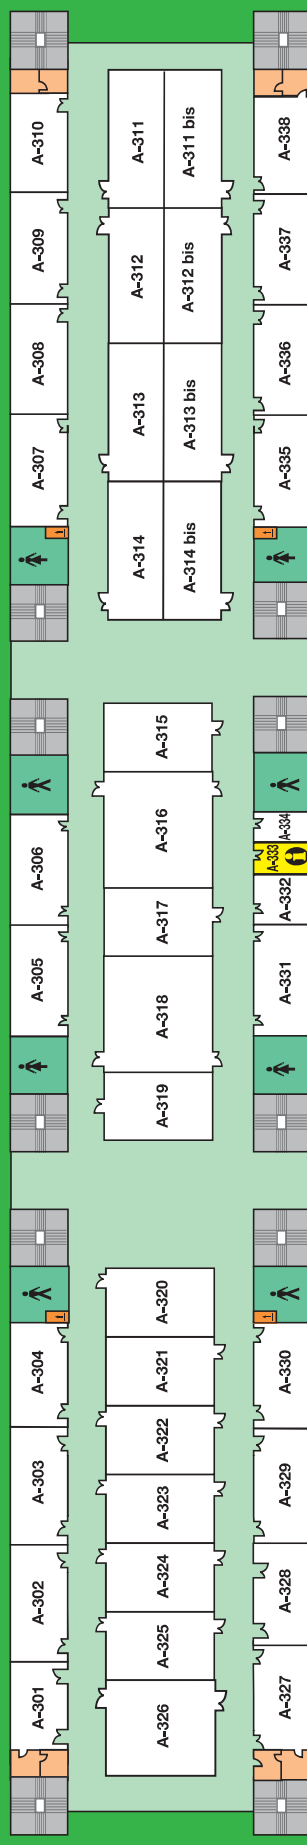 A-310
A-309
A-308
A-307
A-306
A-305
A-304
A-303
A-302
A-301
A-311
A-311 bis
A-312
A-312 bis
A-313
A-313 bis
A-314
A-314 bis
A-315
A-316
A-317
A-318
A-319
A-320
A-321
A-322
A-323
A-324
A-325
A-326
A-338
A-337
A-336
A-335
A-334
A-333
A-332
A-331
A-330
A-329
A-328
A-327